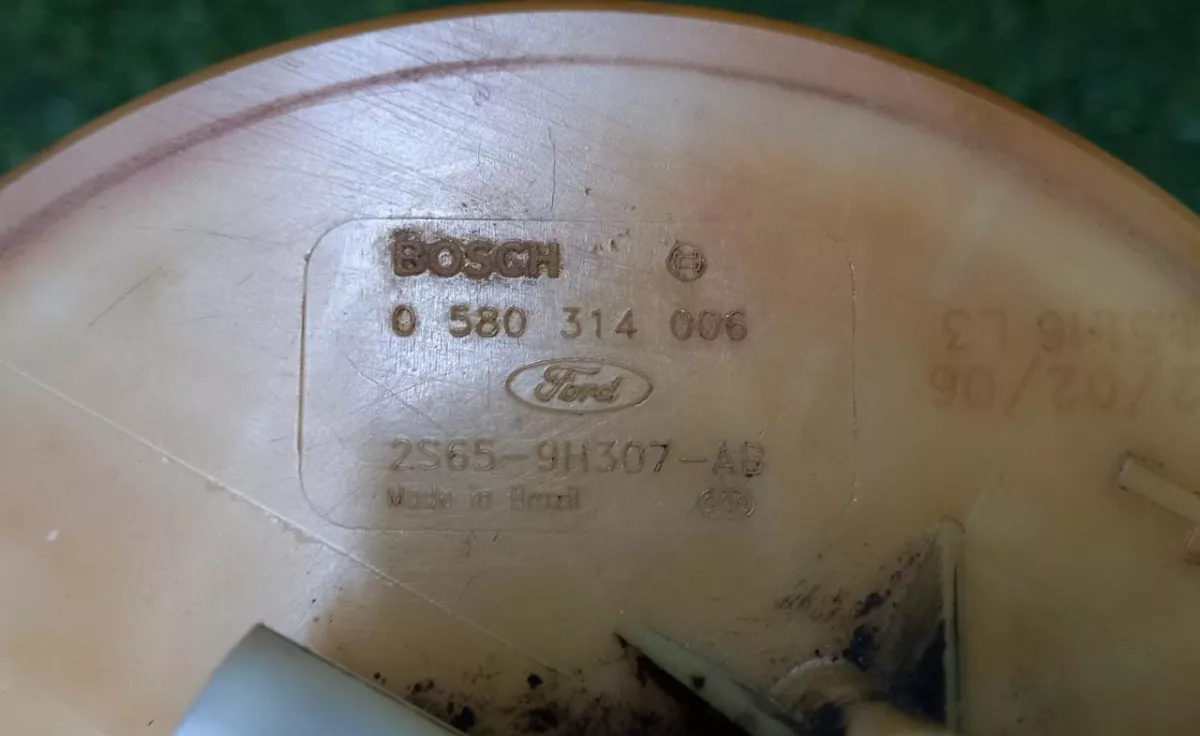 BOSCH
0 580 314 006
Ford
2S65-9H307-AB
Made in Brazil